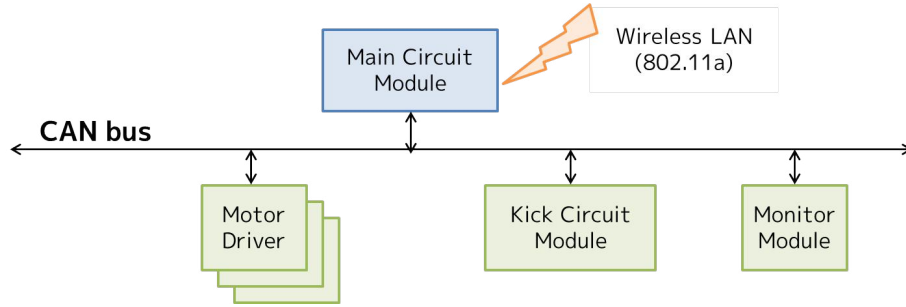 Main Circuit
Module
Wireless LAN
(802.11a)
CAN bus
Motor
Driver
Kick Circuit
Module
Monitor
Module